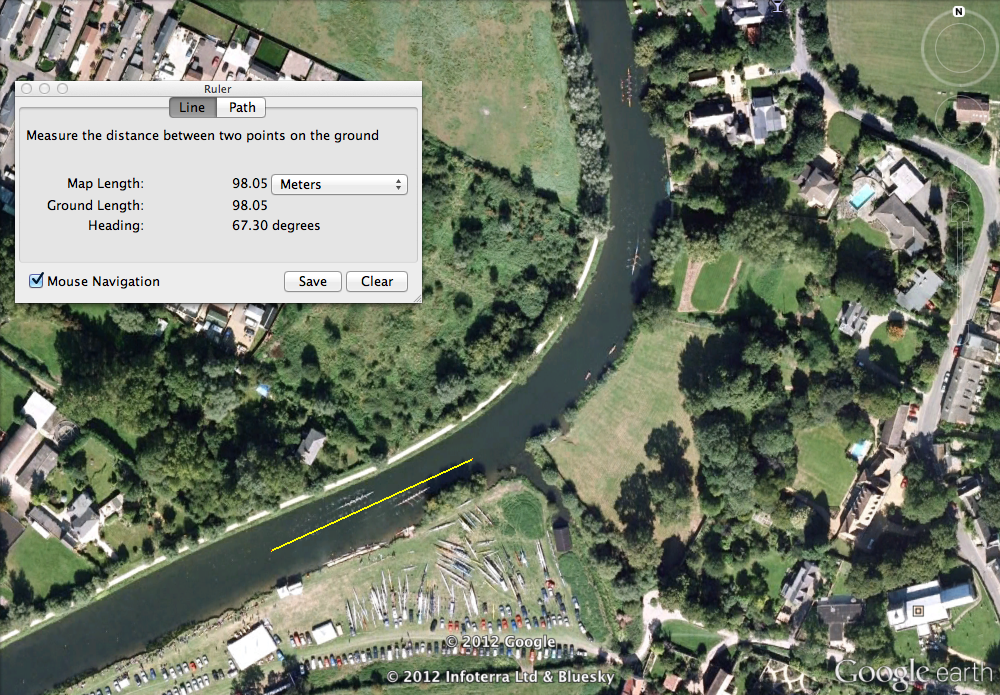 N
Ruler
Line Path
Measure the distance between two points on the ground
Map Length: 98.05 Meters
Ground Length: 98.05
Heading: 67.30 degrees
Mouse Navigation Save Clear
© 2012 Google
© 2012 Infoterra Ltd & Bluesky
Google earth